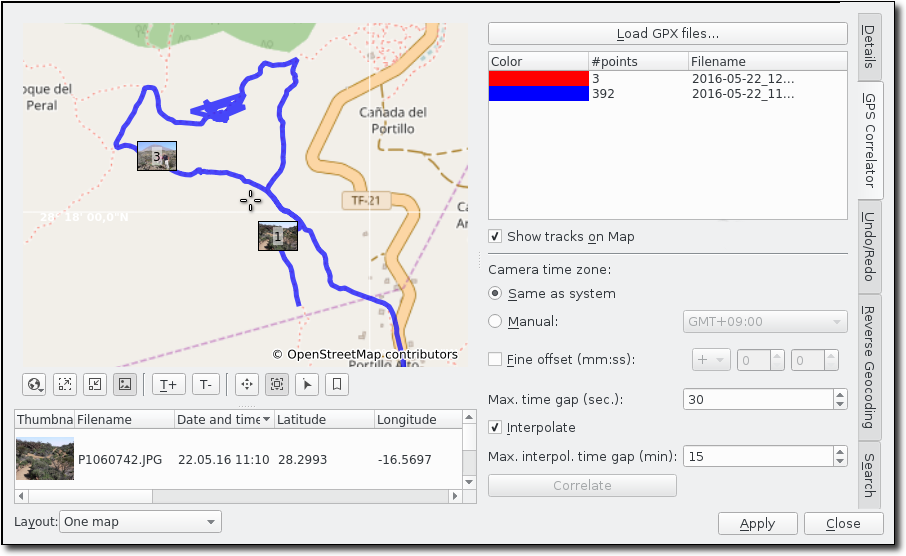 oque del
Peral
Cañada del
Portillo
3
TF-21
Ca
28° 18' 00,0"N
1
© OpenStreetMap contributors
Portillo Alto
T+
T-
Thumbna
Filename
Date and time
Latitude
Longitude
P1060742.JPG
22.05.16 11:10
28.2993
-16.5697
Layout:
One map
Load GPX files...
Color
#points
Filename
3
2016-05-22_12...
392
2016-05-22_11...
Show tracks on Map
Camera time zone:
Same as system
Manual:
GMT+09:00
Fine offset (mm:ss):
+
0
0
Max. time gap (sec.):
30
Interpolate
Max. interpol. time gap (min):
15
Correlate
Apply
Close
Details
GPS Correlator
Undo/Redo
Reverse Geocoding
Search